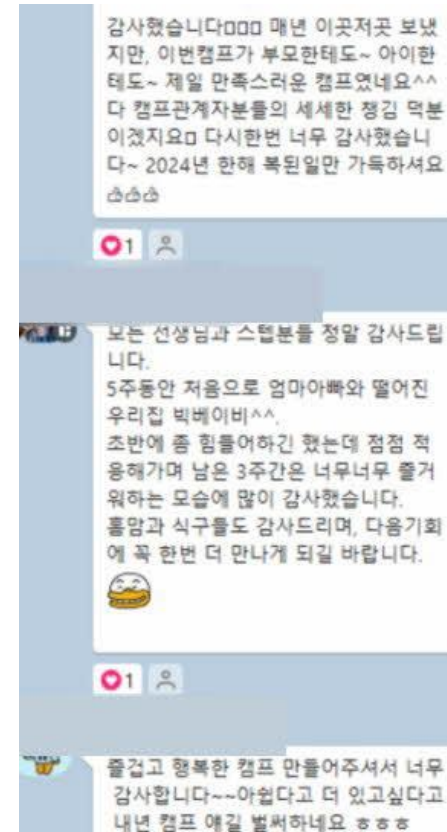 감사했습니다□□□ 매년 이곳저곳 보냈
지만, 이번캠프가 부모한테도~ 아이한
테도~ 제일 만족스러운 캠프였네요^^
다 캠프관계자분들의 세세한 챙김 덕분
이겠지요□ 다시한번 너무 감사했습니
다~ 2024년 한해 복된일만 가득하셔요
👍👍👍
1
모든 선생님과 스텝분들 정말 감사드립
니다.
5주동안 처음으로 엄마아빠와 떨어진
우리집 빅베이비^^.
초반에 좀 힘들어하긴 했는데 점점 적
응해가며 남은 3주간은 너무너무 즐거
워하는 모습에 많이 감사했습니다.
홈맘과 식구들도 감사드리며, 다음기회
에 꼭 한번 더 만나게 되길 바랍니다.
1
즐겁고 행복한 캠프 만들어주셔서 너무
감사합니다~~아쉽다고 더 있고싶다고
내년 캠프 얘길 벌써하네요 ㅎㅎㅎ